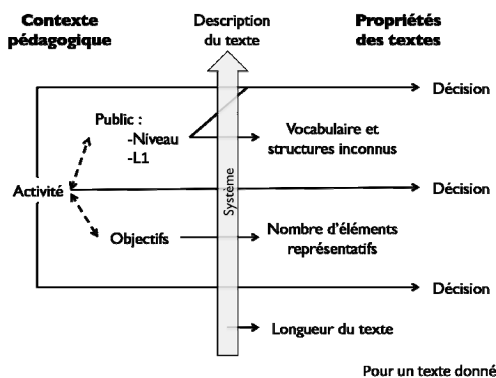 Contexte
pédagogique
Description
du texte
Propriétés
des textes
Décision
Public :
-Niveau
-L1
Vocabulaire et
structures inconnus
Activité
Système
Décision
Objectifs
Nombre d'éléments
représentatifs
Décision
Longueur du texte
Pour un texte donné